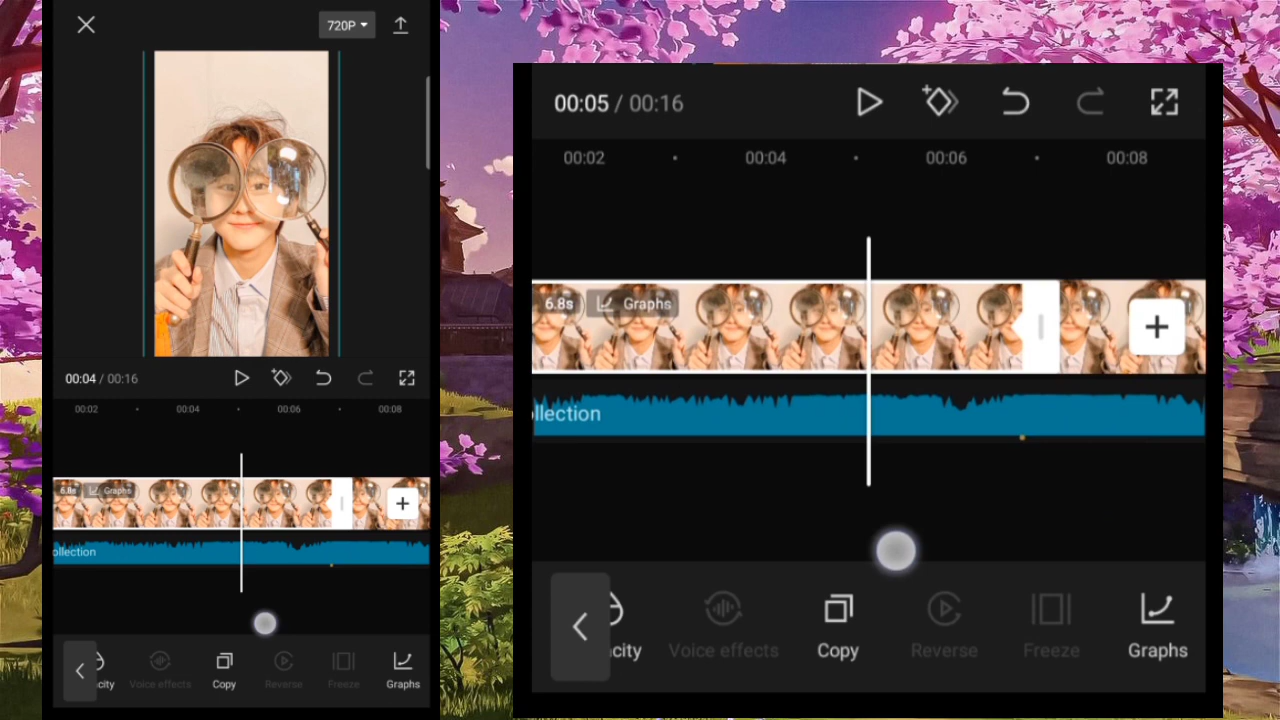 720P
00:04 / 00:16
00:02 00:04 00:06 00:08
6.8s Graphs
ollection
city Voice effects Copy Reverse Freeze Graphs
00:05 / 00:16
00:02 00:04 00:06 00:08
6.8s Graphs
llection
city Voice effects Copy Reverse Freeze Graphs